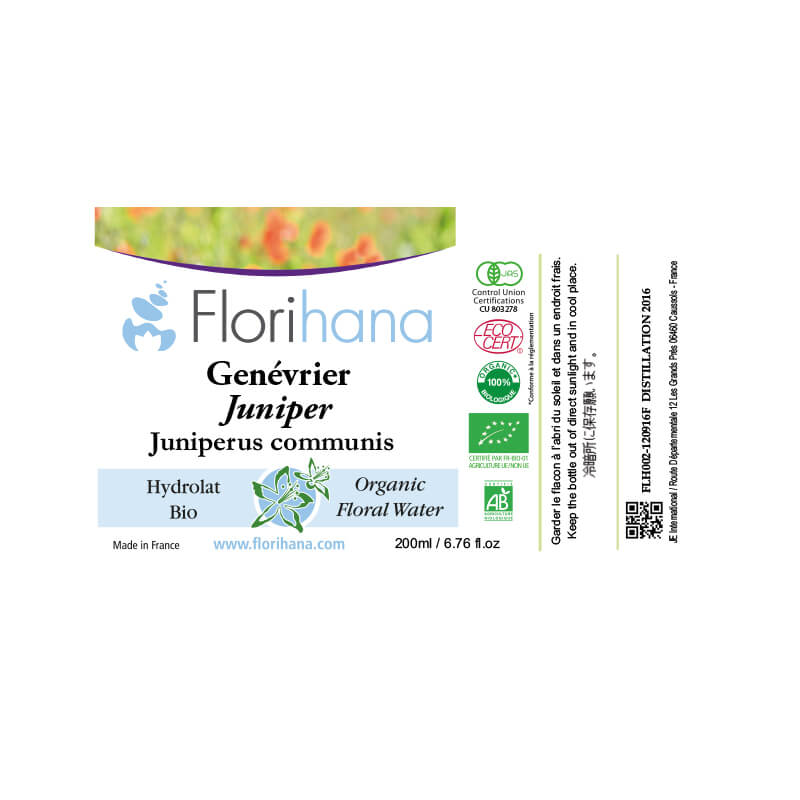 Florihana
Genévrier
Juniper
Juniperus communis
Hydrolat
Bio
Organic
Floral Water
Made in France
www.florihana.com
200ml / 6.76 fl.oz
JAS
Control Union
Certifications
CU 803278
ECO
CERT
®
*Conforme à la réglementation
ORGANIC*
100%
BIOLOGIQUE
CERTIFIÉ PAR FR-BIO-01
AGRICULTURE UE/NON UE
CERTIFIÉ
AB
AGRICULTURE
BIOLOGIQUE
Garder le flacon à l'abri du soleil et dans un endroit frais.
Keep the bottle out of direct sunlight and in cool place.
冷暗所に保存願います。
FLH002-120916F DISTILLATION 2016
JE International / Route Départementale 12 Les Grands Prés 06460 Caussols - France